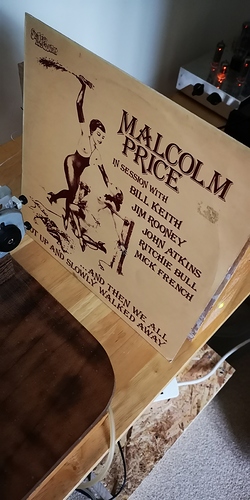 MALCOLM
PRICE
IN SESSION WITH
BILL KEITH
JIM ROONEY
JOHN ATKINS
RITCHIE BULL
MICK FRENCH
...AND THEN WE ALL
GOT UP AND SLOWLY WALKED AWAY